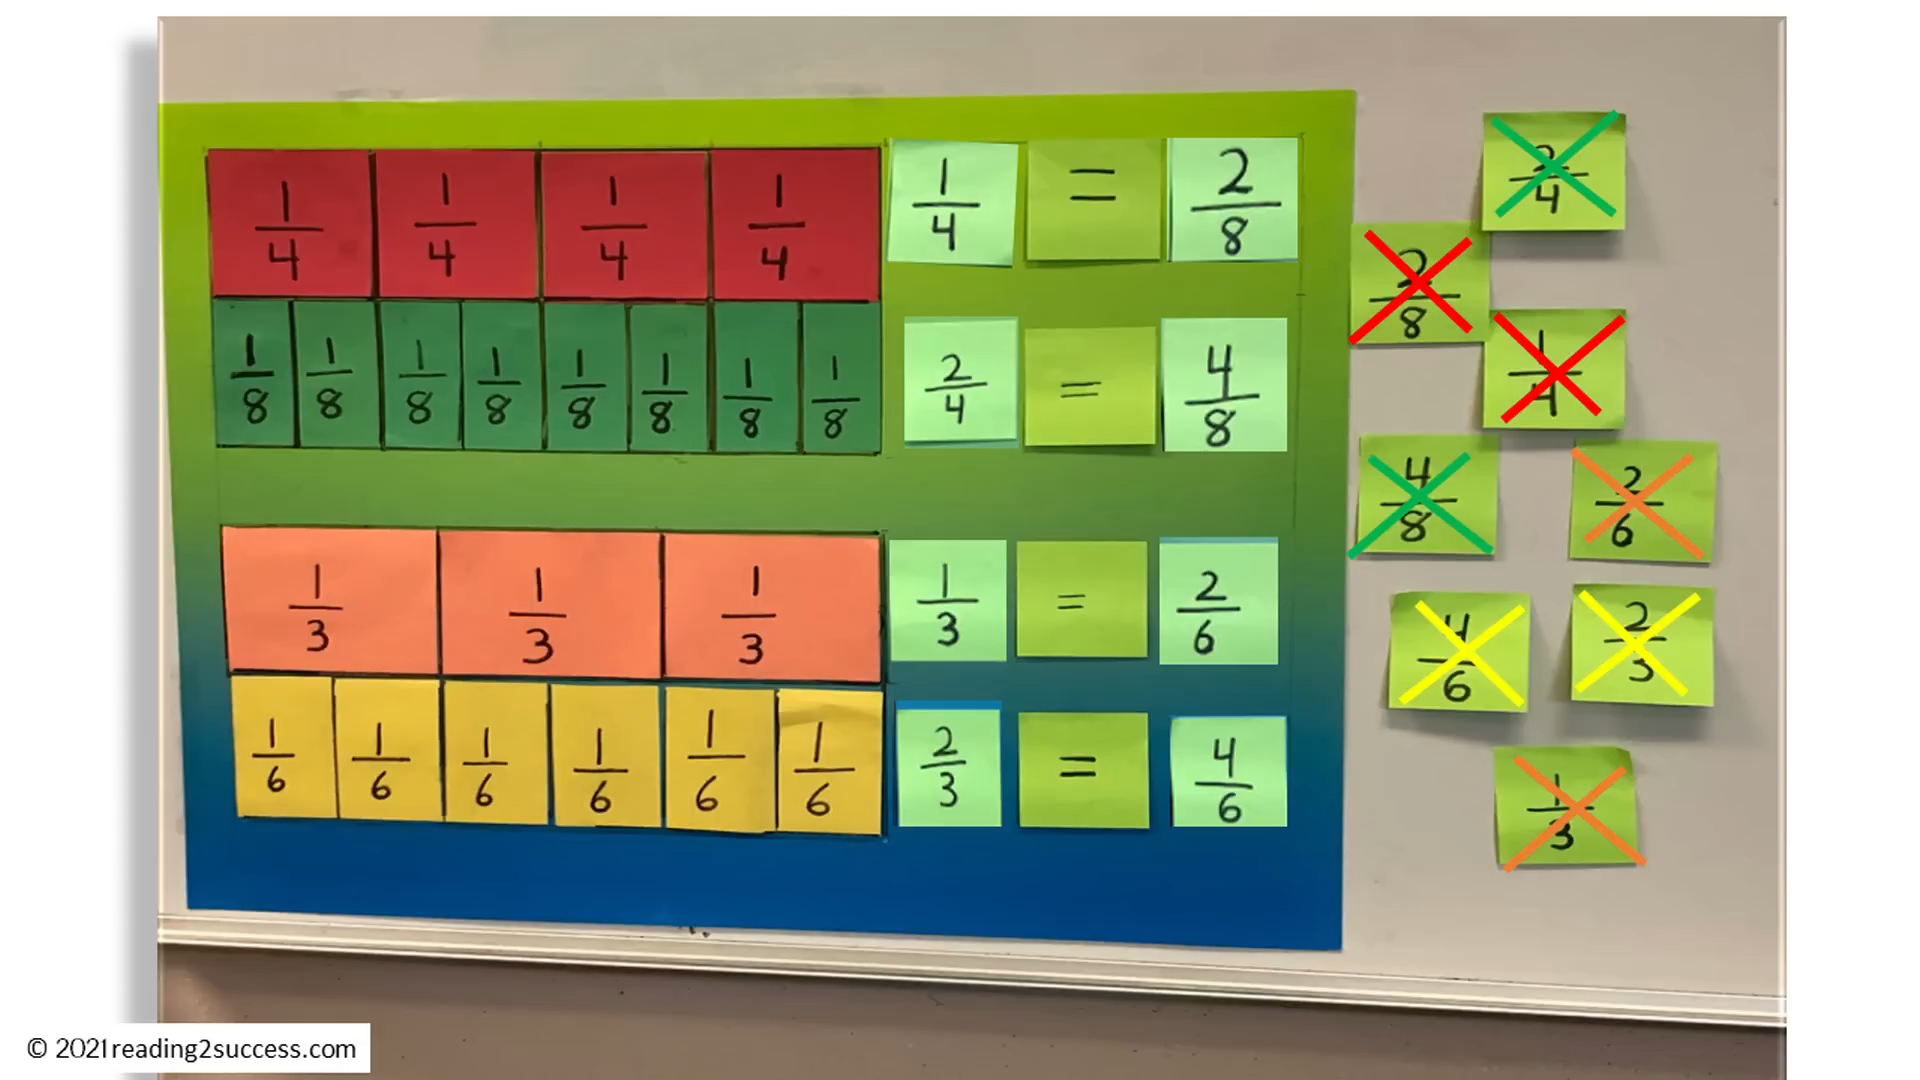 1/4 1/4 1/4 1/4 1/4 = 2/8
1/8 1/8 1/8 1/8 1/8 1/8 1/8 1/8 2/4 = 4/8
1/3 1/3 1/3 1/3 = 2/6
1/6 1/6 1/6 1/6 1/6 1/6 2/3 = 4/6
2/4
2/8
1/4
4/8
2/6
4/6
2/3
1/3
© 2021reading2success.com